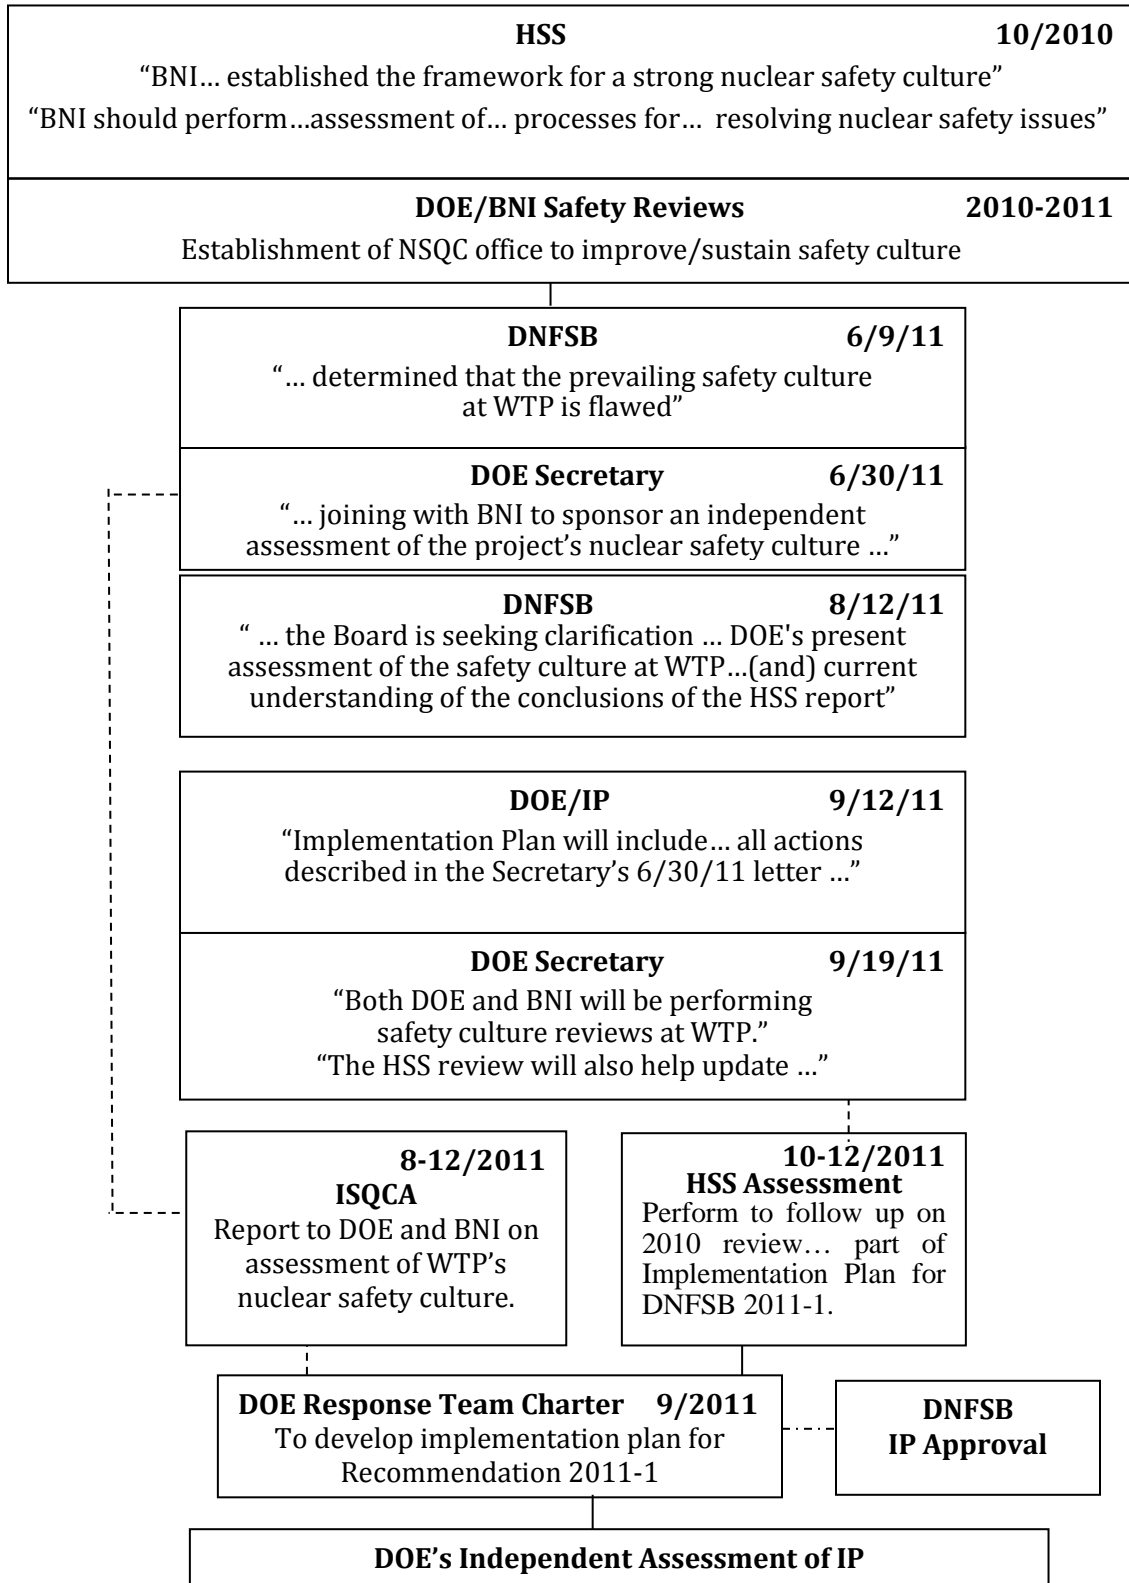 HSS 10/2010
“BNI… established the framework for a strong nuclear safety culture”
“BNI should perform…assessment of… processes for… resolving nuclear safety issues”
DOE/BNI Safety Reviews 2010-2011
Establishment of NSQC office to improve/sustain safety culture
DNFSB 6/9/11
“… determined that the prevailing safety culture
at WTP is flawed”
DOE Secretary 6/30/11
“… joining with BNI to sponsor an independent
assessment of the project’s nuclear safety culture …”
DNFSB 8/12/11
“ … the Board is seeking clarification … DOE's present
assessment of the safety culture at WTP…(and) current
understanding of the conclusions of the HSS report”
DOE/IP 9/12/11
“Implementation Plan will include… all actions
described in the Secretary’s 6/30/11 letter …”
DOE Secretary 9/19/11
“Both DOE and BNI will be performing
safety culture reviews at WTP.”
“The HSS review will also help update …”
8-12/2011
ISQCA
Report to DOE and BNI on
assessment of WTP’s
nuclear safety culture.
10-12/2011
HSS Assessment
Perform to follow up on
2010 review… part of
Implementation Plan for
DNFSB 2011-1.
DOE Response Team Charter 9/2011
To develop implementation plan for
Recommendation 2011-1
DNFSB
IP Approval
DOE’s Independent Assessment of IP